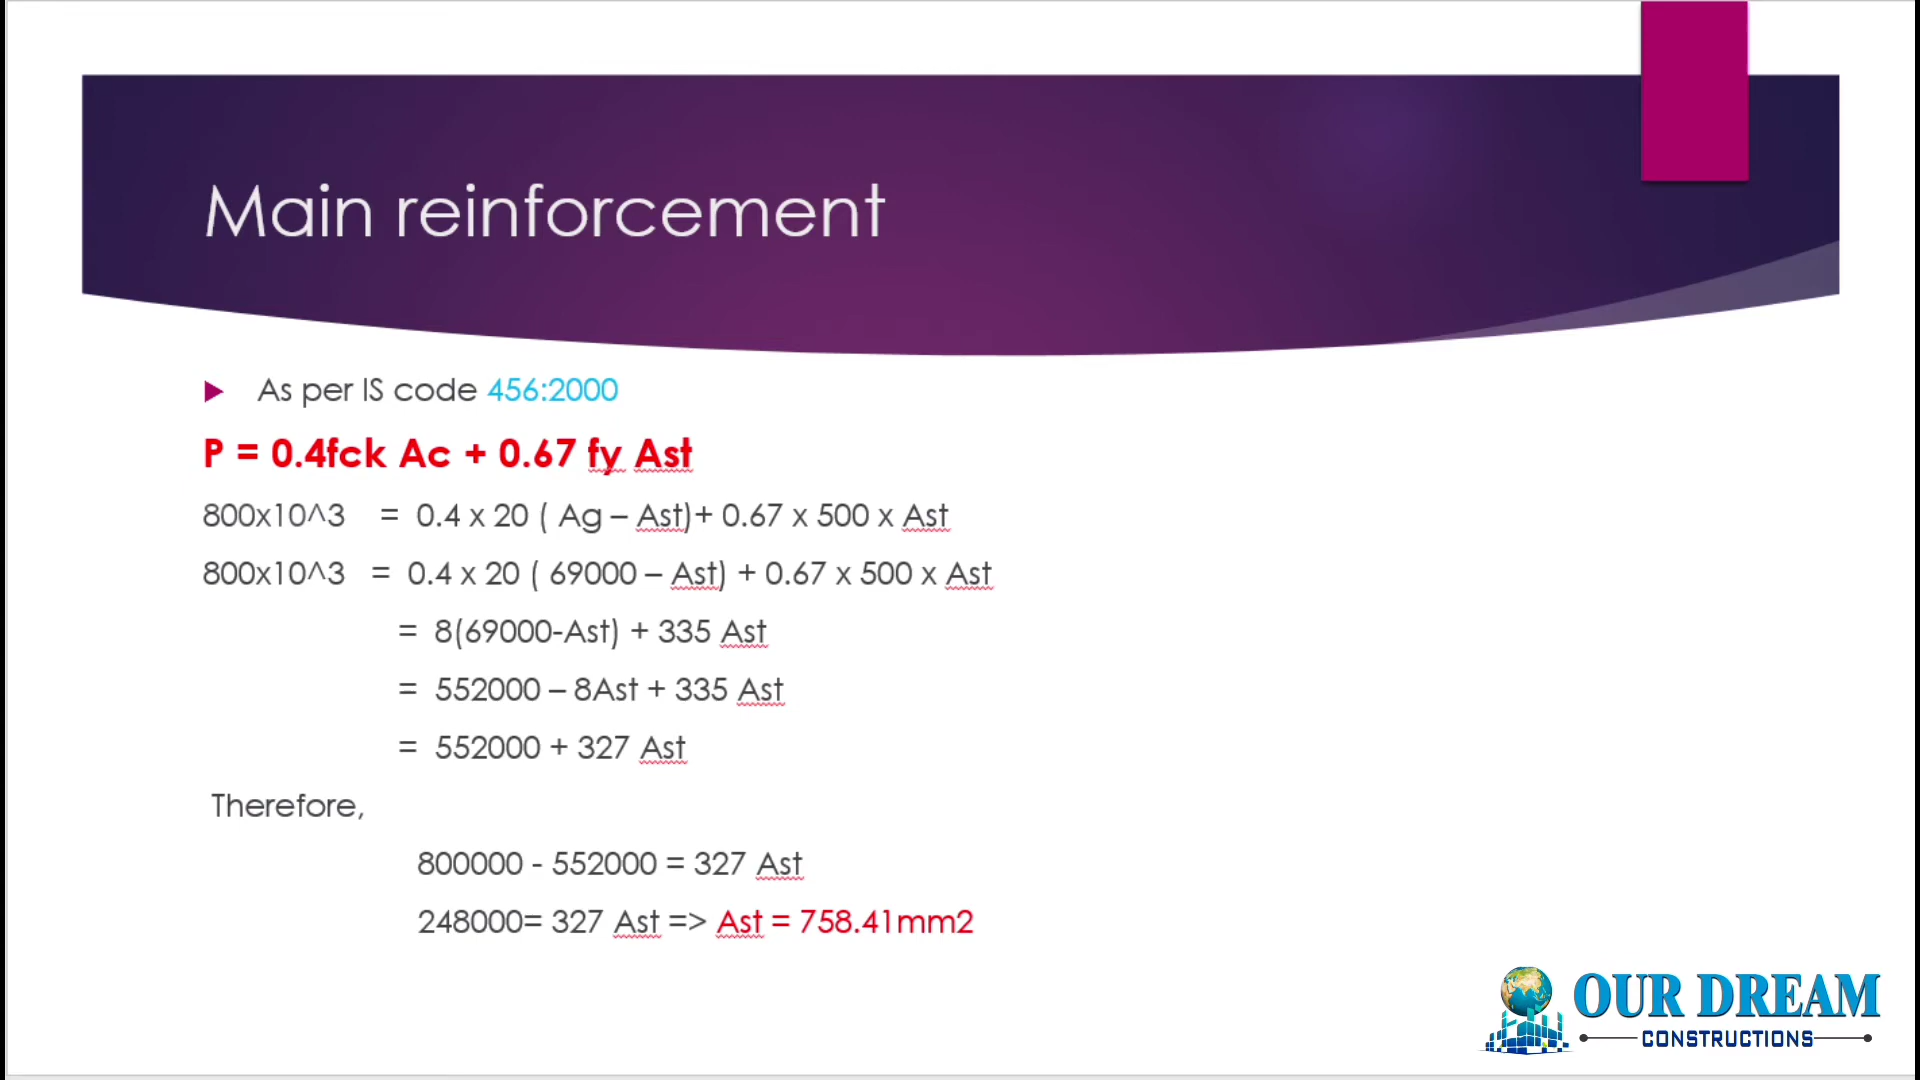 Main reinforcement
As per IS code 456:2000
P = 0.4fck Ac + 0.67 fy Ast
800x10^3 = 0.4 x 20 ( Ag – Ast)+ 0.67 x 500 x Ast
800x10^3 = 0.4 x 20 ( 69000 – Ast) + 0.67 x 500 x Ast
= 8(69000-Ast) + 335 Ast
= 552000 – 8Ast + 335 Ast
= 552000 + 327 Ast
Therefore,
800000 - 552000 = 327 Ast
248000= 327 Ast => Ast = 758.41mm2
OUR DREAM
CONSTRUCTIONS